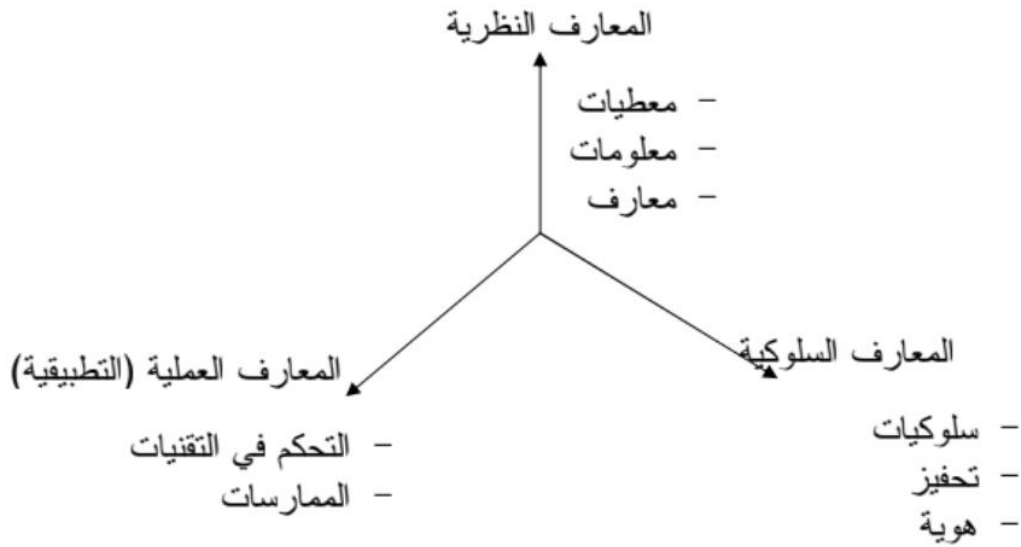 المعارف النظرية
- معطيات
- معلومات
- معارف
المعارف السلوكية
- سلوكيات
- تحفيز
- هوية
المعارف العملية (التطبيقية)
- التحكم في التقنيات
- الممارسات